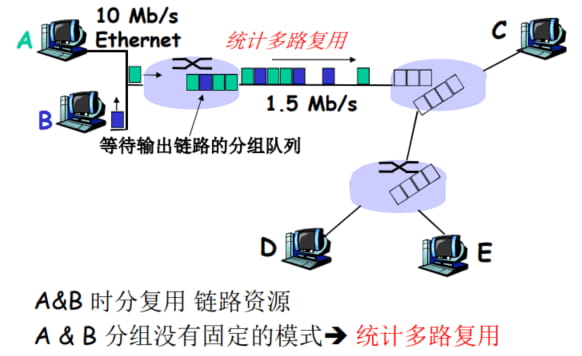 A
10 Mb/s
Ethernet
统计多路复用
C
1.5 Mb/s
B
等待输出链路的分组队列
D
E
A&B 时分复用 链路资源
A & B 分组没有固定的模式➔ 统计多路复用